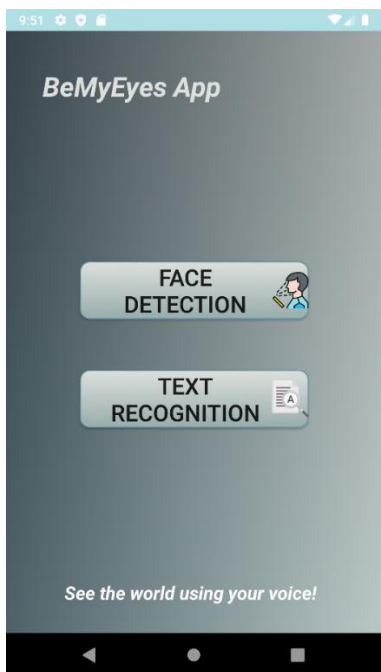 9:51
BeMyEyes App
FACE
DETECTION
TEXT
RECOGNITION
A
See the world using your voice!